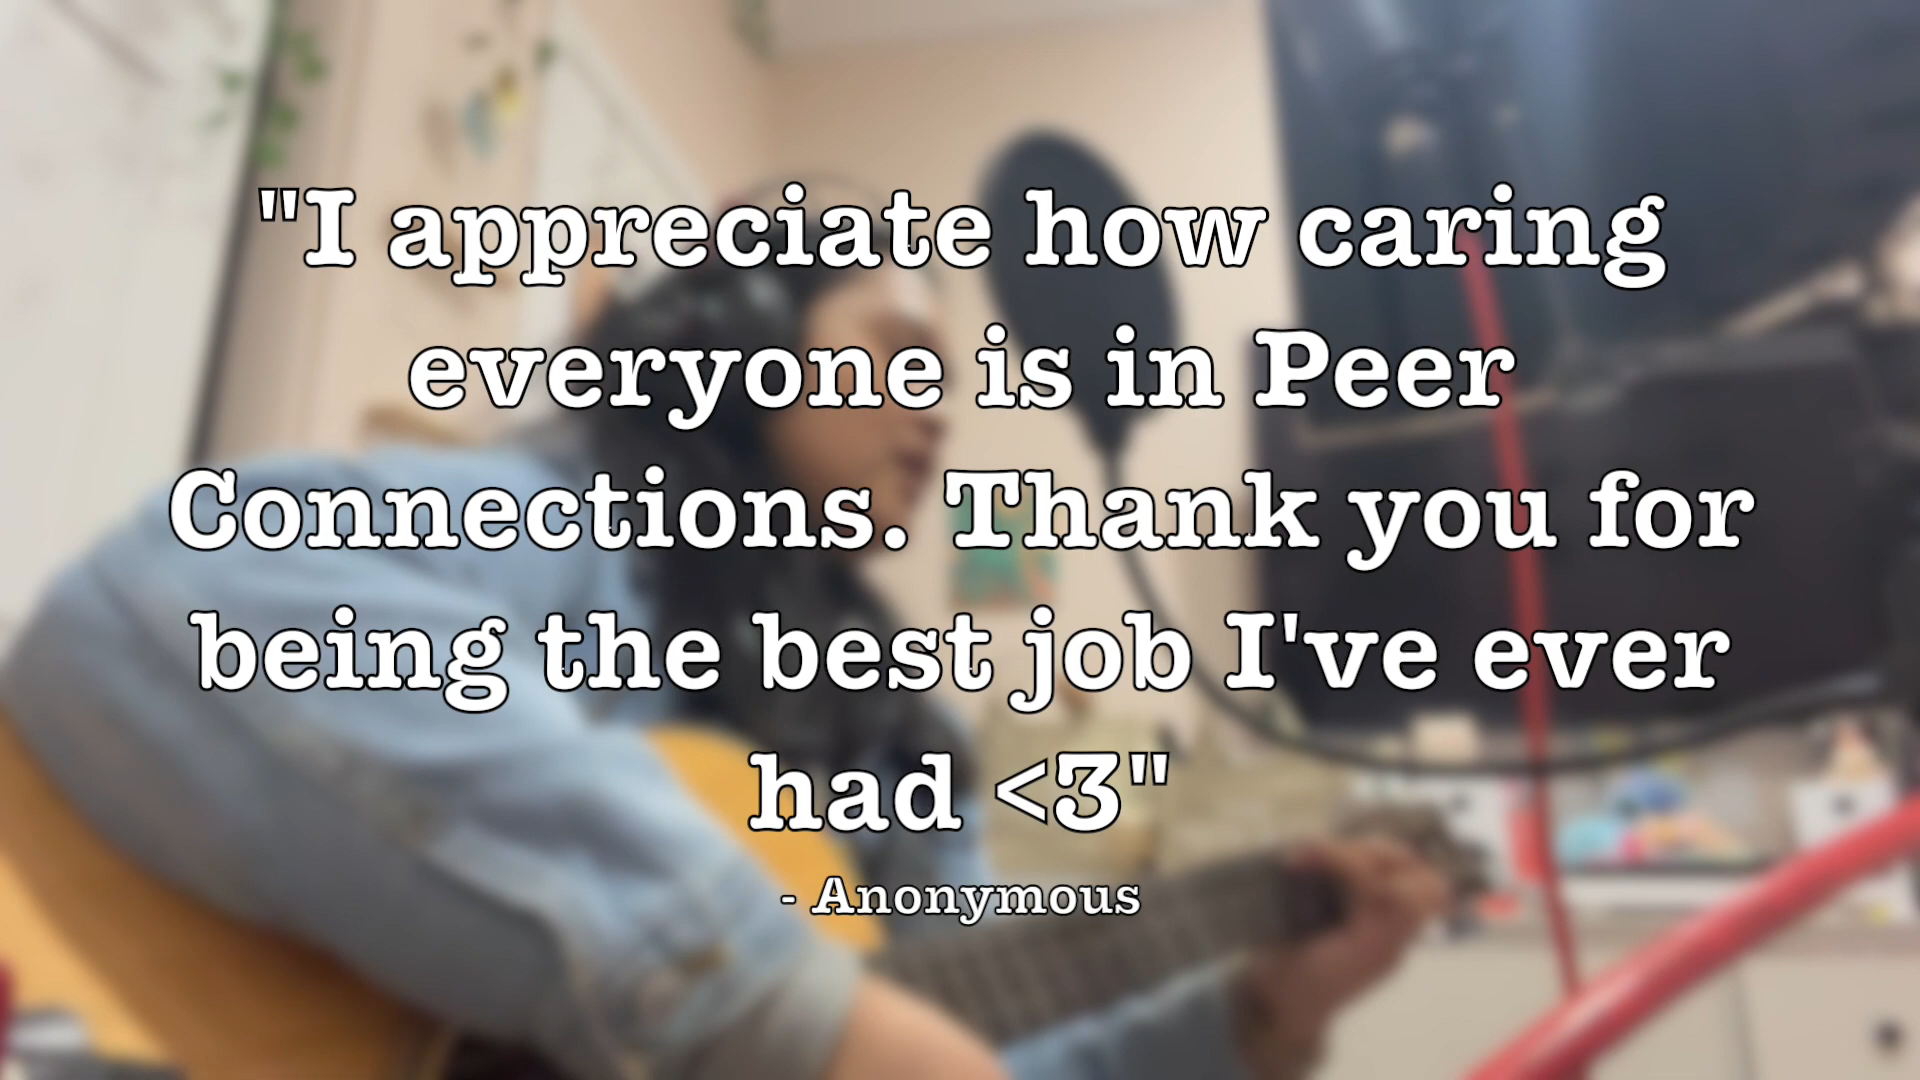 "I appreciate how caring
everyone is in Peer
Connections. Thank you for
being the best job I've ever
had <3"
- Anonymous